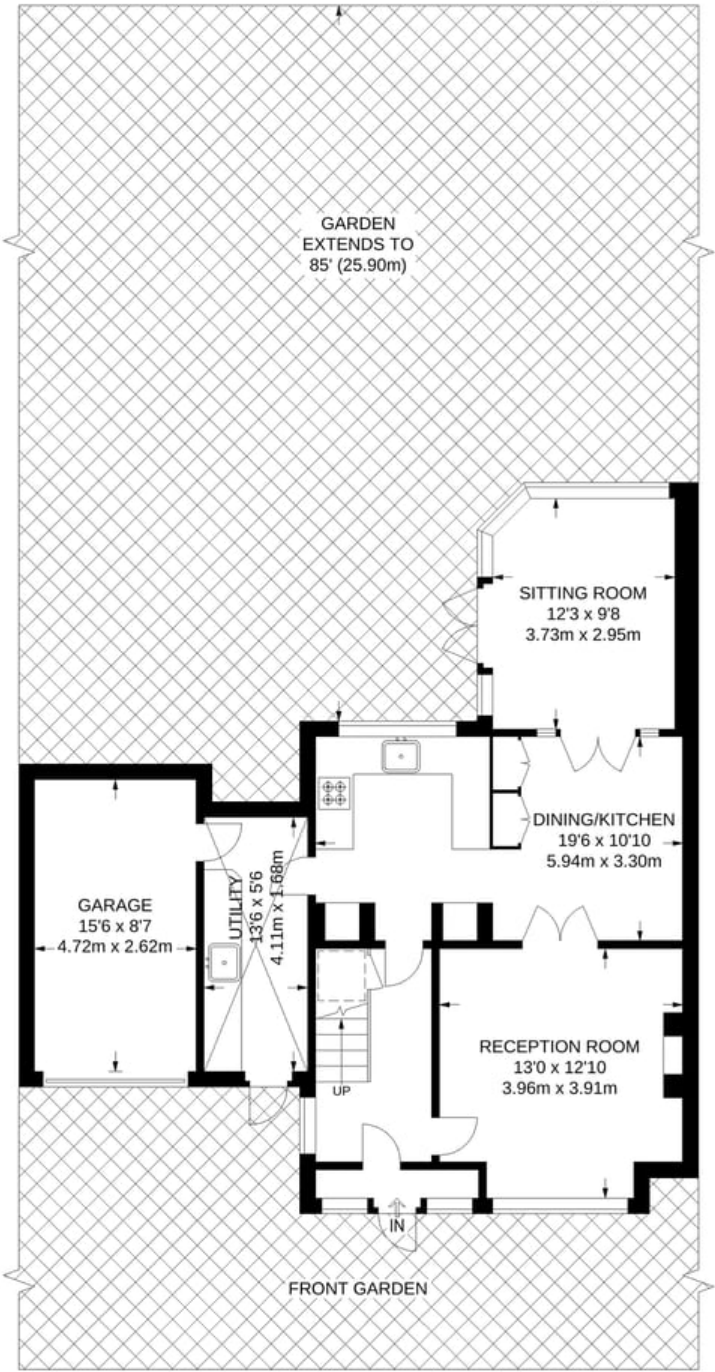 GARDEN
EXTENDS TO
85' (25.90m)
SITTING ROOM
12'3 x 9'8
3.73m x 2.95m
DINING/KITCHEN
19'6 x 10'10
5.94m x 3.30m
GARAGE
15'6 x 8'7
4.72m x 2.62m
UTILITY
13'6 x 5'6
4.11m x 1.68m
RECEPTION ROOM
13'0 x 12'10
3.96m x 3.91m
UP
IN
FRONT GARDEN